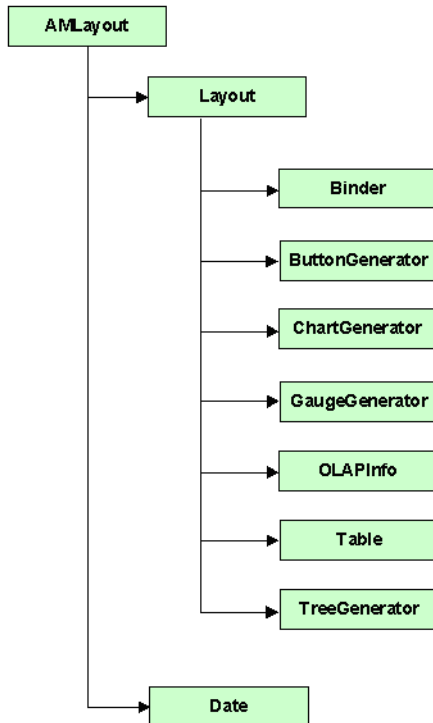 AMLayout
Layout
Binder
ButtonGenerator
ChartGenerator
GaugeGenerator
OLAPInfo
Table
TreeGenerator
Date